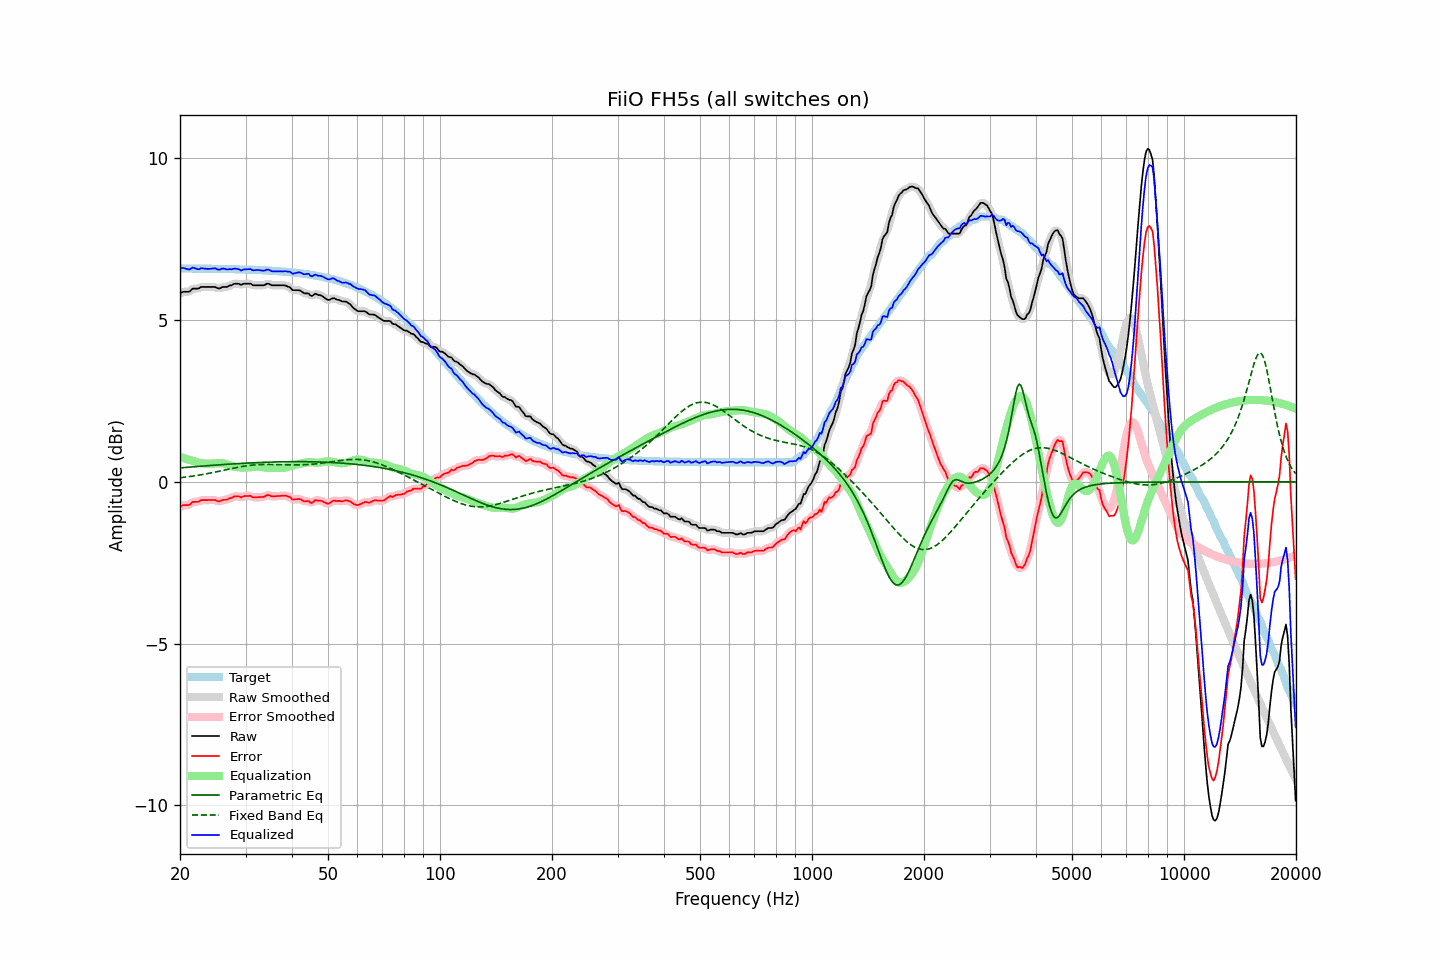 FiiO FH5s (all switches on)
10
5
0
−5
−10
Amplitude (dBr)
Target
Raw Smoothed
Error Smoothed
Raw
Error
Equalization
Parametric Eq
Fixed Band Eq
Equalized
20 50 100 200 500 1000 2000 5000 10000 20000
Frequency (Hz)